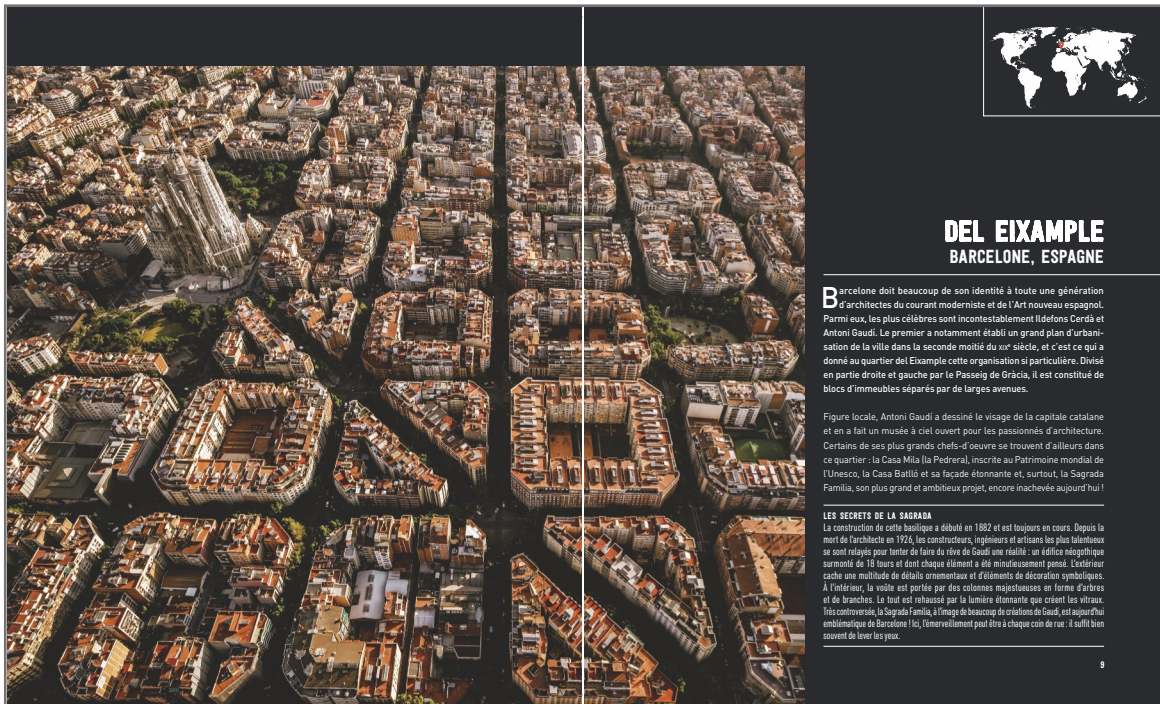 DEL EIXAMPLE
BARCELONE, ESPAGNE
Barcelone doit beaucoup de son identité à toute une génération
d'architectes du courant moderniste et de l'Art nouveau espagnol.
Parmi eux, les plus célèbres sont incontestablement Ildefons Cerdà et
Antoni Gaudí. Le premier a notamment établi un grand plan d'urbani-
sation de la ville dans la seconde moitié du XIXe siècle, et c'est ce qui a
donné au quartier del Eixample cette organisation si particulière. Divisé
en partie droite et gauche par le Passeig de Gràcia, il est constitué de
blocs d'immeubles séparés par de larges avenues.
Figure locale, Antoni Gaudí a dessiné le visage de la capitale catalane
et en a fait un musée à ciel ouvert pour les passionnés d'architecture.
Certains de ses plus grands chefs-d'oeuvre se trouvent d'ailleurs dans
ce quartier : la Casa Mila (la Pedrera), inscrite au Patrimoine mondial de
l'Unesco, la Casa Batlló et sa façade étonnante et, surtout, la Sagrada
Familia, son plus grand et ambitieux projet, encore inachevée aujourd'hui !
LES SECRETS DE LA SAGRADA
La construction de cette basilique a débuté en 1882 et est toujours en cours. Depuis la
mort de l'architecte en 1926, les constructeurs, ingénieurs et artisans les plus talentueux
se sont relayés pour tenter de faire du rêve de Gaudí une réalité : un édifice néogothique
surmonté de 18 tours et dont chaque élément a été minutieusement pensé. L'extérieur
cache une multitude de détails ornementaux et d'éléments de décoration symboliques.
À l'intérieur, la voûte est portée par des colonnes majestueuses en forme d'arbres
et de branches. Le tout est rehaussé par la lumière étonnante que créent les vitraux.
Très controversée, la Sagrada Familia, à l'image de beaucoup de créations de Gaudí, est aujourd'hui
emblématique de Barcelone ! Ici, l'émerveillement peut être à chaque coin de rue : il suffit bien
souvent de lever les yeux.
9